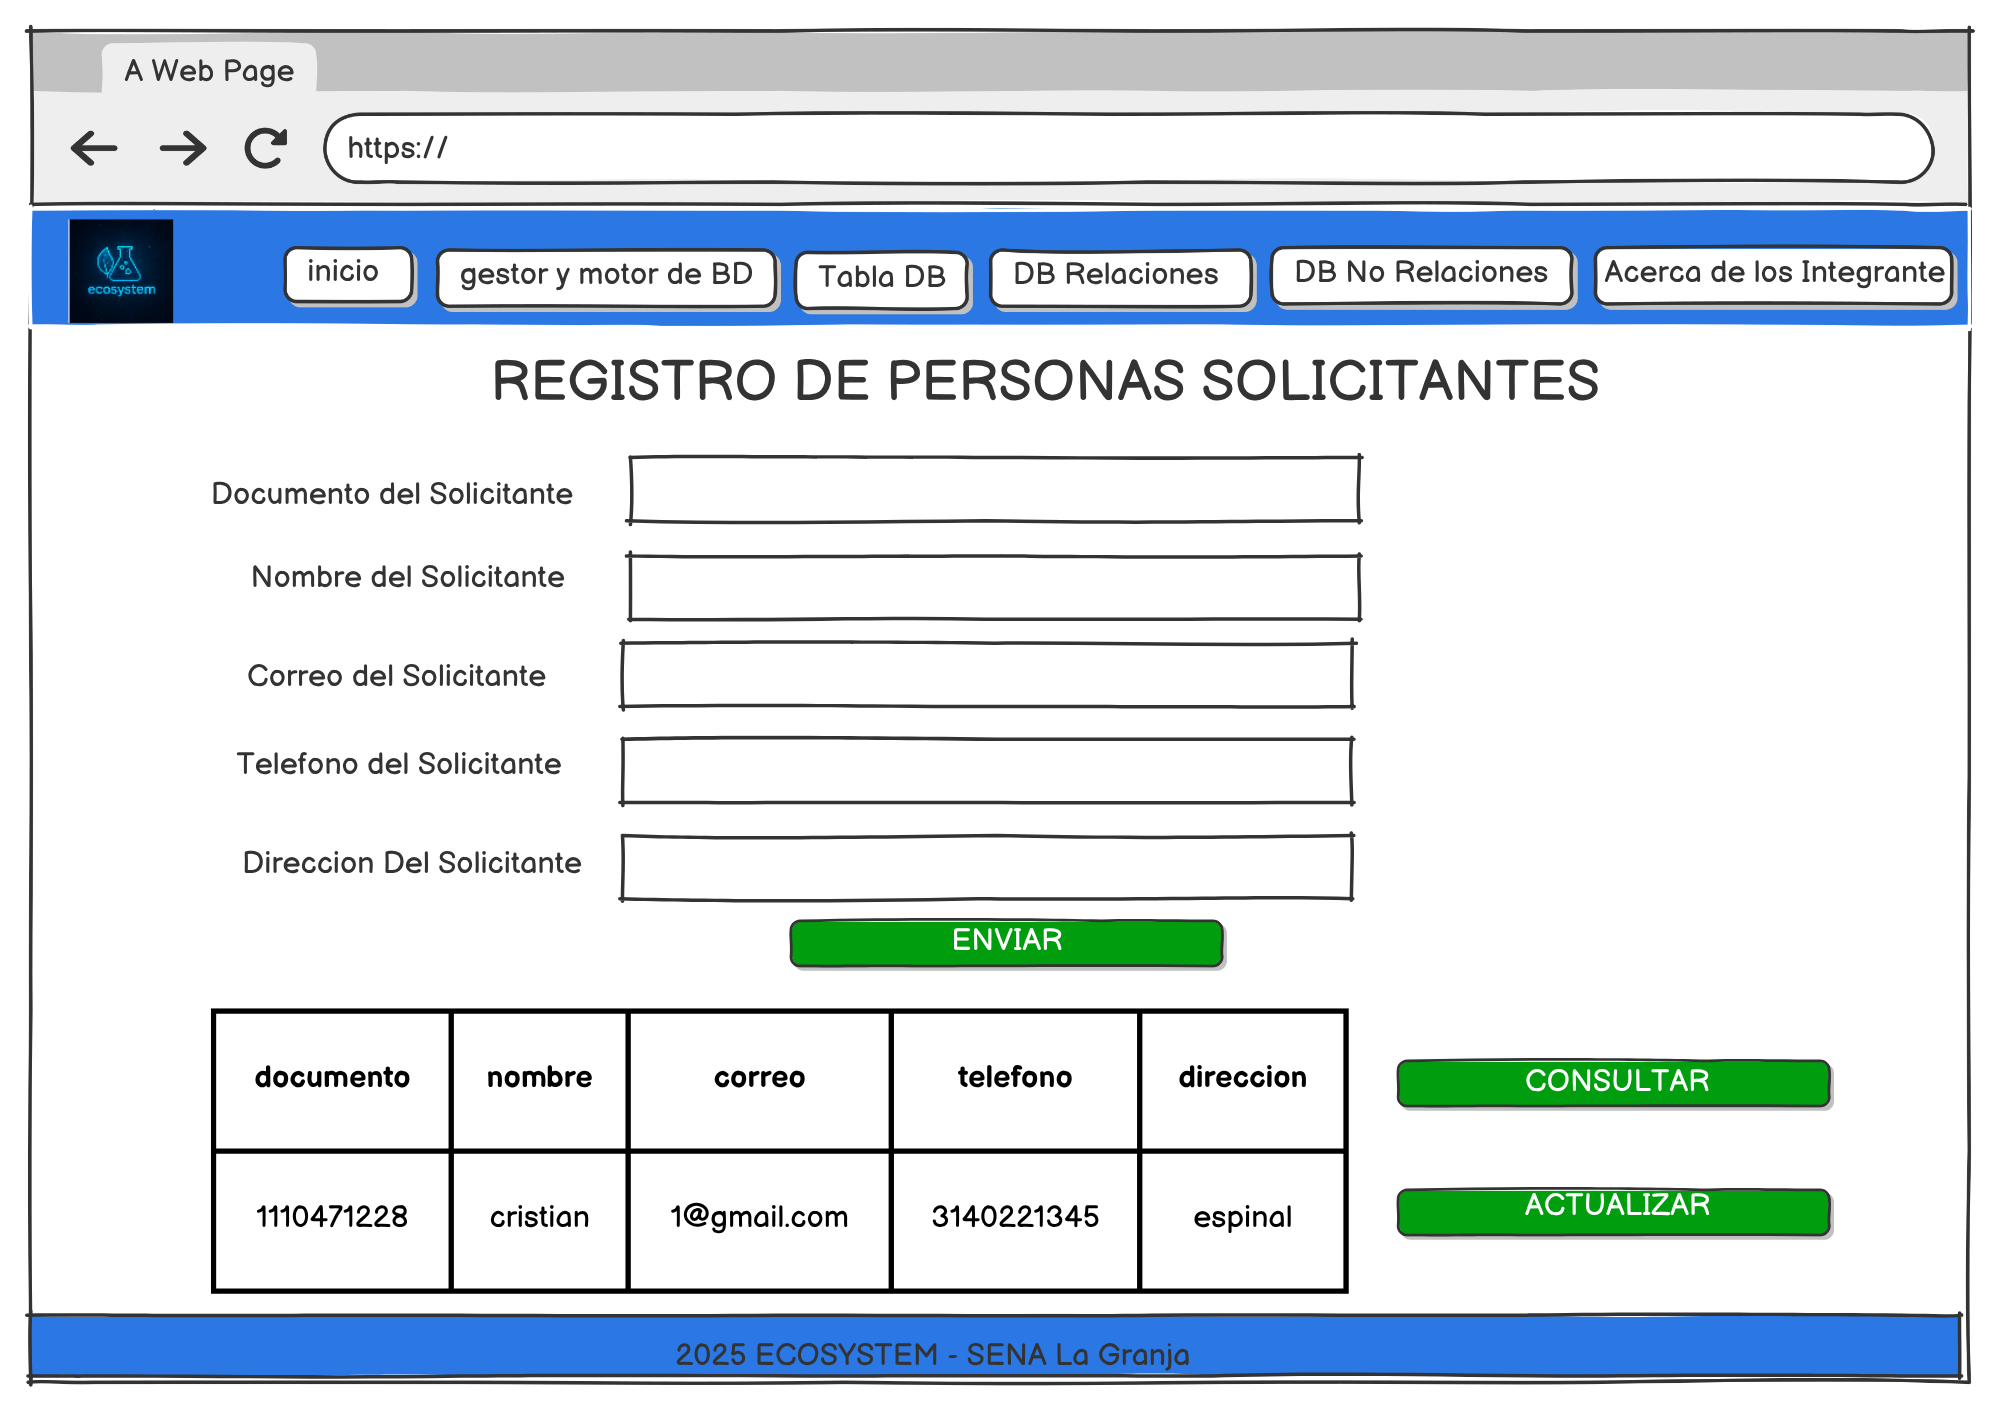 A Web Page
https://
ecosystem
inicio
gestor y motor de BD
Tabla DB
DB Relaciones
DB No Relaciones
Acerca de los Integrante
REGISTRO DE PERSONAS SOLICITANTES
Documento del Solicitante
Nombre del Solicitante
Correo del Solicitante
Telefono del Solicitante
Direccion Del Solicitante
ENVIAR
documento nombre correo telefono direccion
1110471228 cristian 1@gmail.com 3140221345 espinal
CONSULTAR
ACTUALIZAR
2025 ECOSYSTEM - SENA La Granja